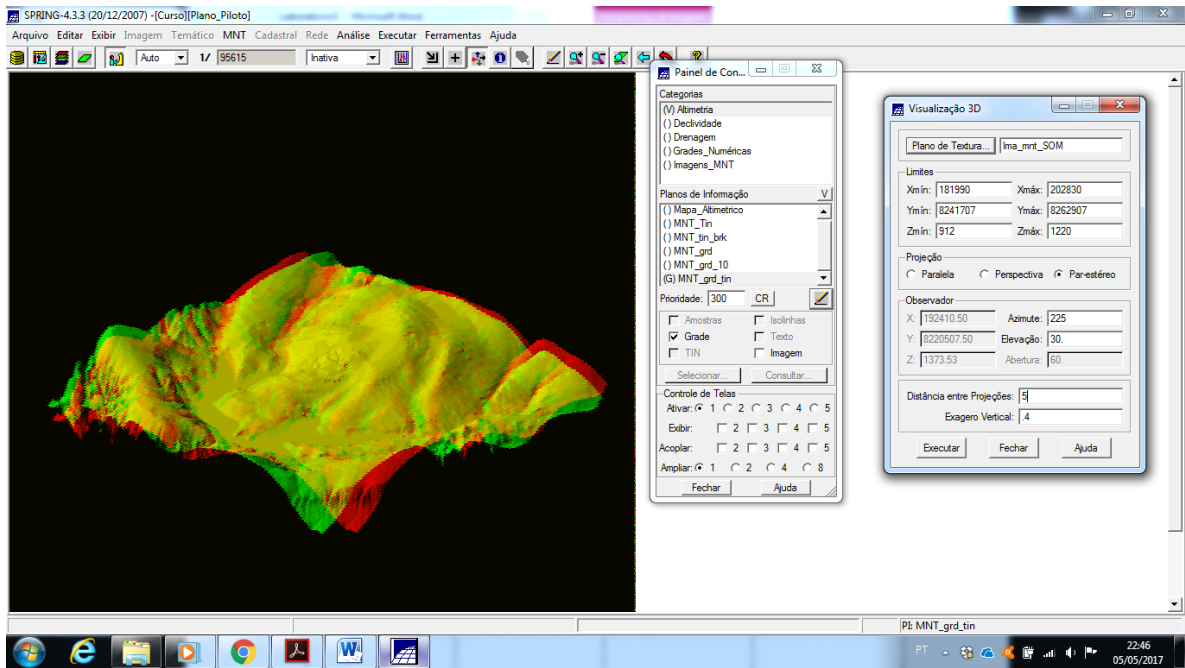 SPRING-4.3.3 (20/12/2007) -[Curso][Plano_Piloto]
Arquivo Editar Exibir Imagem Temático MNT Cadastral Rede Análise Executar Ferramentas Ajuda
Auto 1/ 95615 Inativa
Painel de Con...
Categorias
(V) Altimetria
() Declividade
() Drenagem
() Grades_Numéricas
() Imagens_MNT
Planos de Informação V
() Mapa_Altimetrico
() MNT_Tin
() MNT_tin_brk
() MNT_grd
() MNT_grd_10
(G) MNT_grd_tin
Prioridade: 300 CR
Amostras Isolinhas
Grade Texto
TIN Imagem
Selecionar... Consultar...
Controle de Telas
Ativar: 1 2 3 4 5
Exibir: 2 3 4 5
Acoplar: 2 3 4 5
Ampliar: 1 2 4 8
Fechar Ajuda
Visualização 3D
Plano de Textura... Ima_mnt_SOM
Limites
Xmín: 181990 Xmáx: 202830
Ymín: 8241707 Ymáx: 8262907
Zmín: 912 Zmáx: 1220
Projeção
Paralela Perspectiva Par-estéreo
Observador
X: 192410.50 Azimute: 225
Y: 8220507.50 Elevação: 30.
Z: 1373.53 Abertura: 60.
Distância entre Projeções: 5
Exagero Vertical: .4
Executar Fechar Ajuda
PI: MNT_grd_tin
PT
22:46
05/05/2017